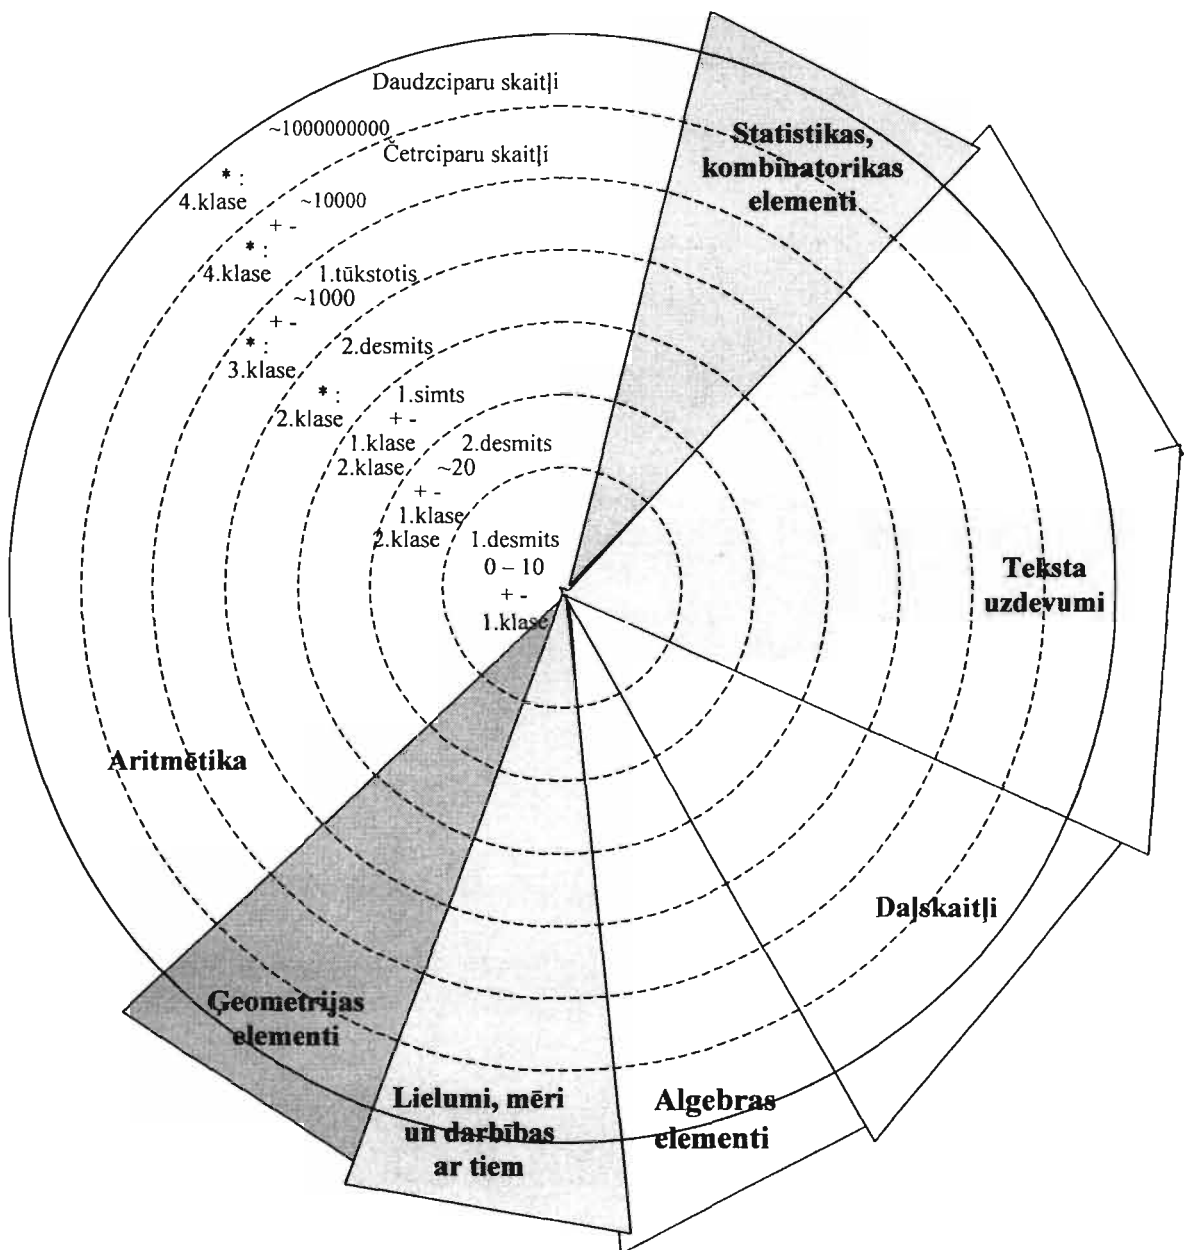 Daudzciparu skaitļi
~1000000000
* :
4.klase
Četrciparu skaitļi
~10000
+ -
* :
4.klase
1.tūkstotis
~1000
+ -
* :
3.klase
2.desmits
* :
2.klase
1.simts
+ -
1.klase
2.klase
2.desmits
~20
+ -
1.klase
2.klase
1.desmits
0 – 10
+ -
1.klase
Statistikas,
kombinatorikas
elementi
Teksta
uzdevumi
Daļskaitļi
Algebras
elementi
Lielumi, mēri
un darbības
ar tiem
Ģeometrijas
elementi
Aritmētika